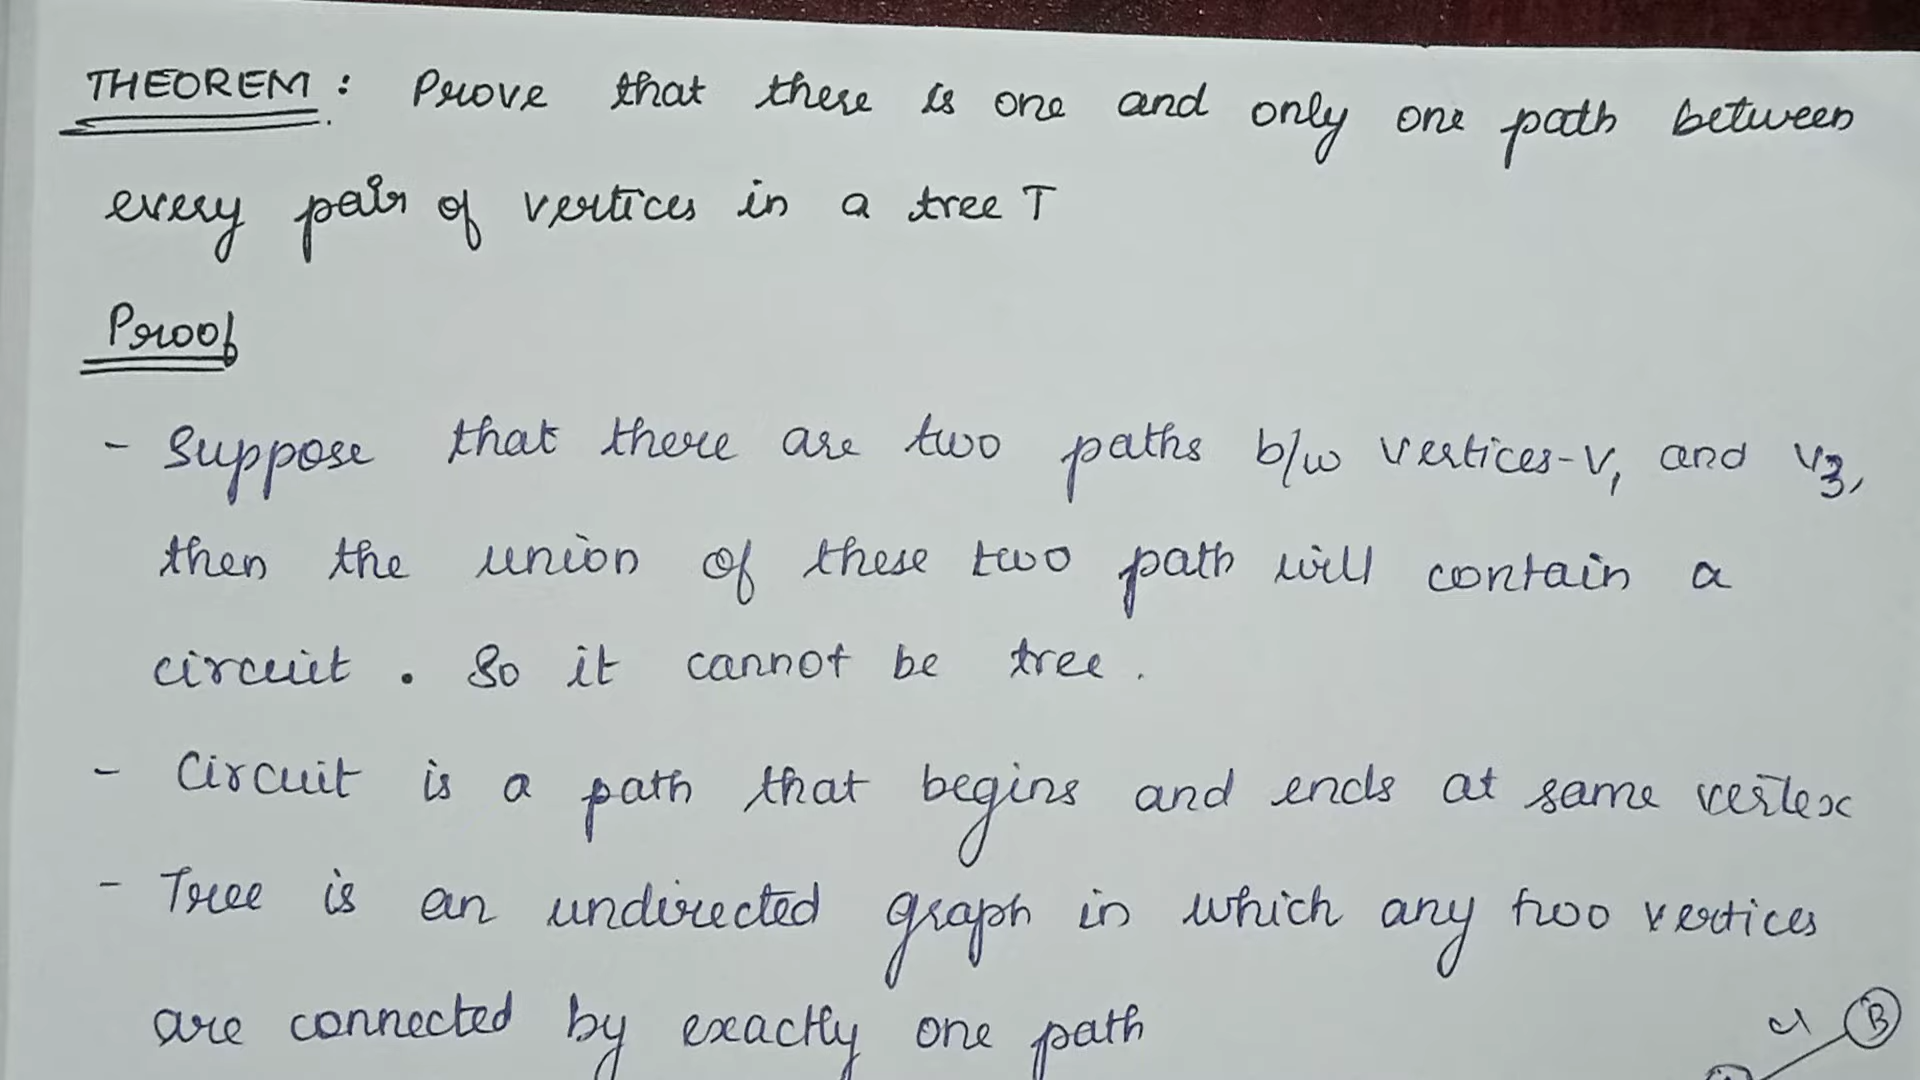 THEOREM: Prove that there is one and only one path between
every pair of vertices in a tree T
Proof
- Suppose that there are two paths b/w vertices-v1 and v3,
then the union of these two path will contain a
circuit. So it cannot be tree.
- Circuit is a path that begins and ends at same vertex
- Tree is an undirected graph in which any two vertices
are connected by exactly one path
B